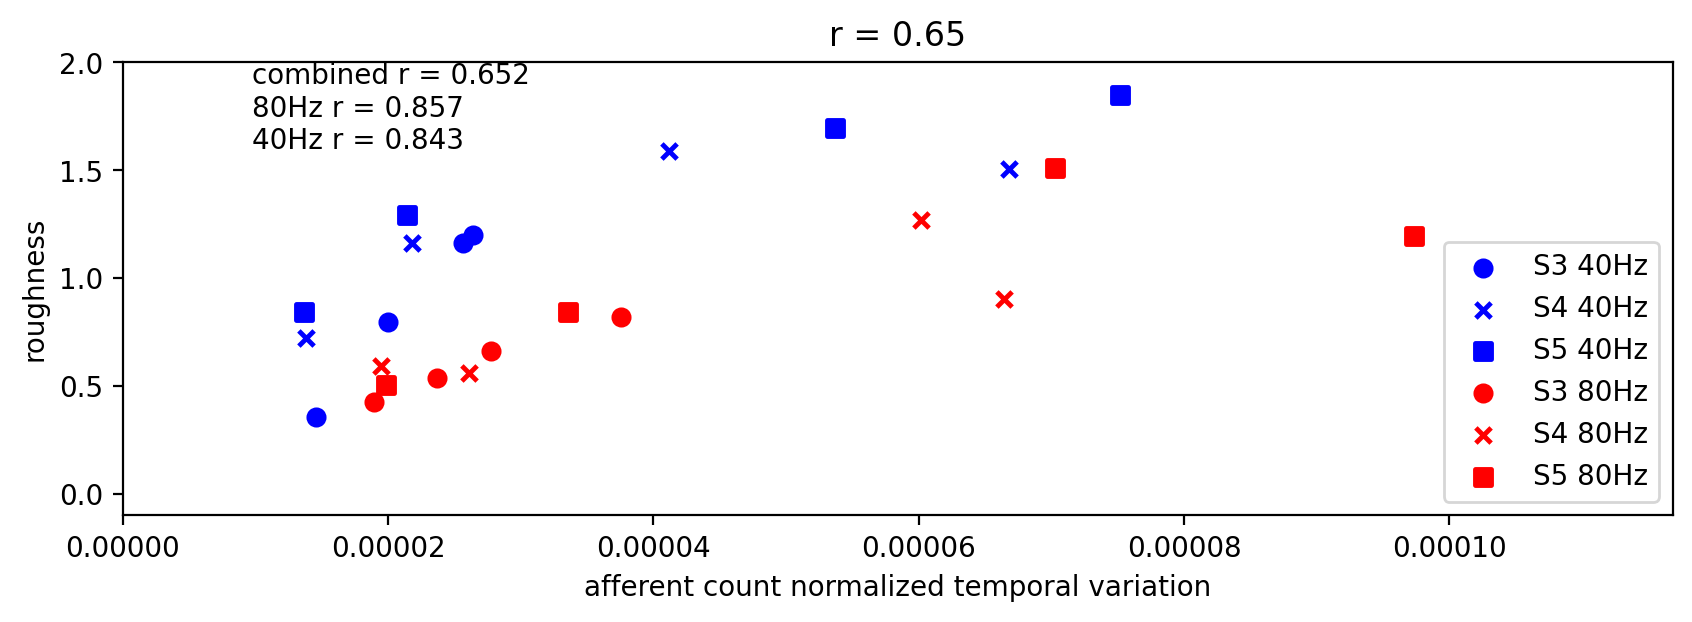 r = 0.65
combined r = 0.652
80Hz r = 0.857
40Hz r = 0.843
2.0
1.5
1.0
0.5
0.0
roughness
S3 40Hz
S4 40Hz
S5 40Hz
S3 80Hz
S4 80Hz
S5 80Hz
0.00000 0.00002 0.00004 0.00006 0.00008 0.00010
afferent count normalized temporal variation